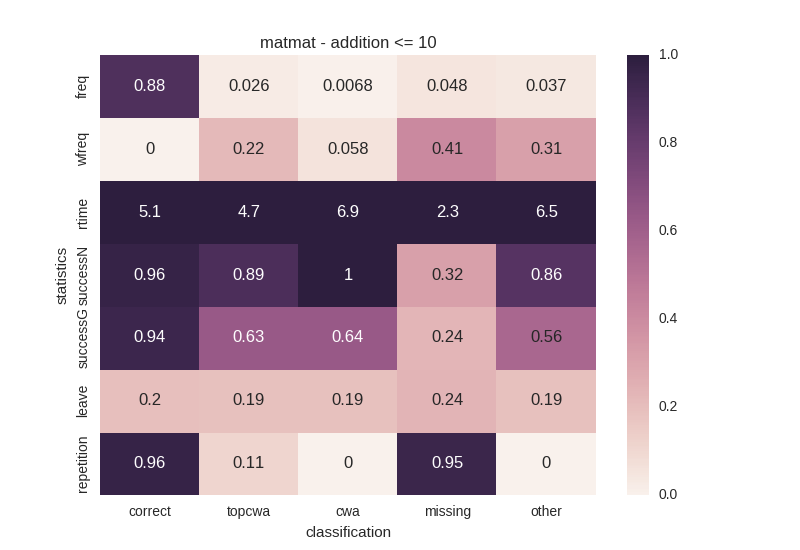 matmat - addition <= 10
freq 0.88 0.026 0.0068 0.048 0.037
wfreq 0 0.22 0.058 0.41 0.31
rtime 5.1 4.7 6.9 2.3 6.5
successN 0.96 0.89 1 0.32 0.86
successG 0.94 0.63 0.64 0.24 0.56
leave 0.2 0.19 0.19 0.24 0.19
repetition 0.96 0.11 0 0.95 0
statistics
correct topcwa cwa missing other
classification
1.0
0.8
0.6
0.4
0.2
0.0